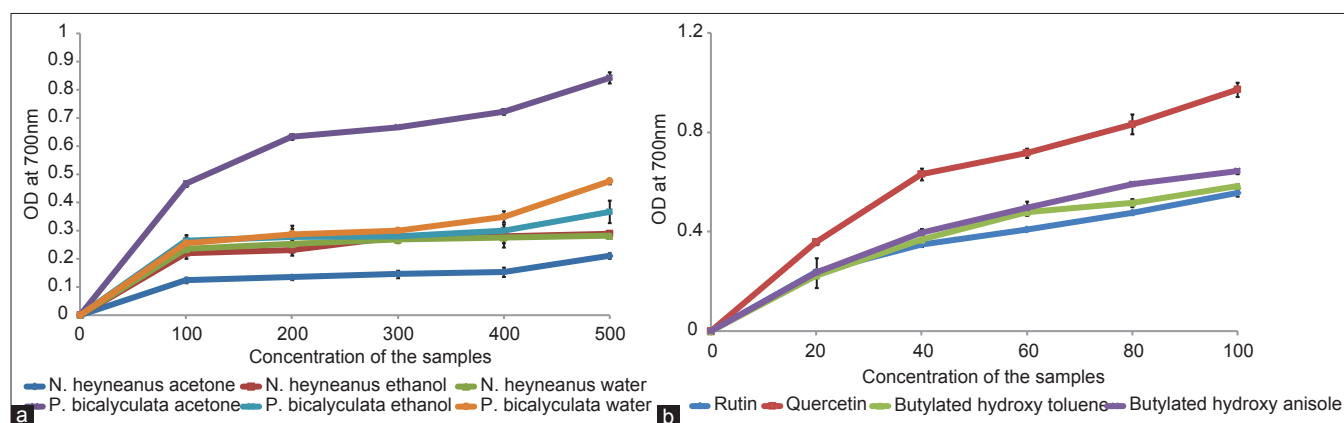 1
0.9
0.8
0.7
0.6
0.5
0.4
0.3
0.2
0.1
0
OD at 700nm
0 100 200 300 400 500
Concentration of the samples
N. heyneanus acetone N. heyneanus ethanol N. heyneanus water
P. bicalyculata acetone P. bicalyculata ethanol P. bicalyculata water
a
1.2
0.8
0.4
0
OD at 700nm
0 20 40 60 80 100
Concentration of the samples
Rutin Quercetin Butylated hydroxy toluene Butylated hydroxy anisole
b